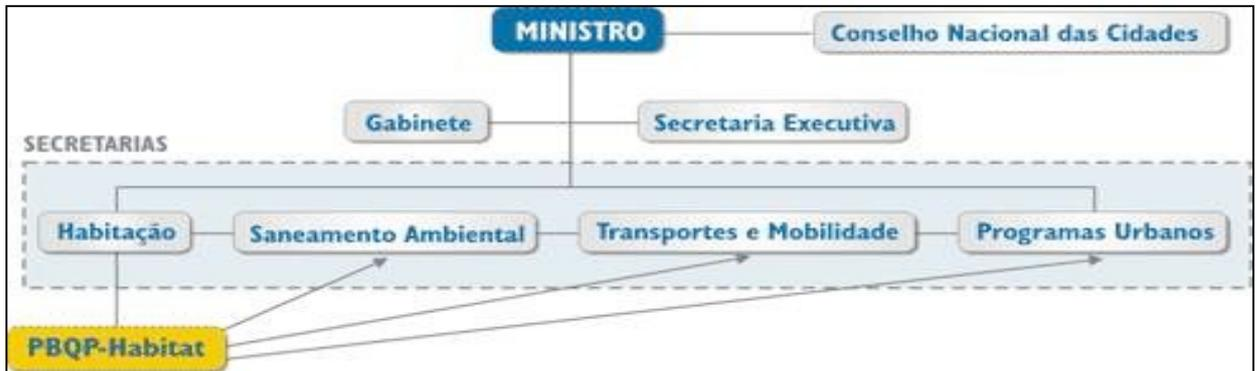 MINISTRO
Conselho Nacional das Cidades
Gabinete
Secretaria Executiva
SECRETARIAS
Habitação
Saneamento Ambiental
Transportes e Mobilidade
Programas Urbanos
PBQP-Habitat